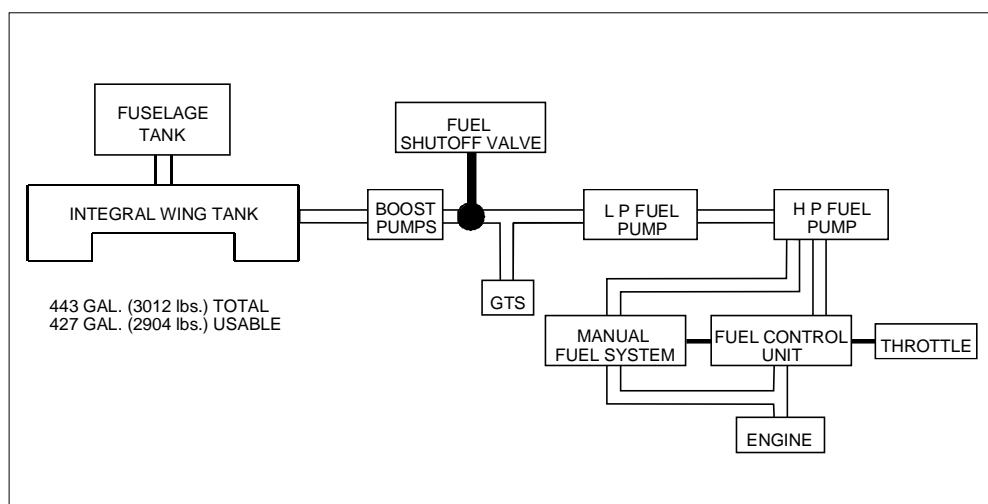 FUSELAGE
TANK
FUEL
SHUTOFF VALVE
INTEGRAL WING TANK
BOOST
PUMPS
L P FUEL
PUMP
H P FUEL
PUMP
443 GAL. (3012 lbs.) TOTAL
427 GAL. (2904 lbs.) USABLE
GTS
MANUAL
FUEL SYSTEM
FUEL CONTROL
UNIT
THROTTLE
ENGINE